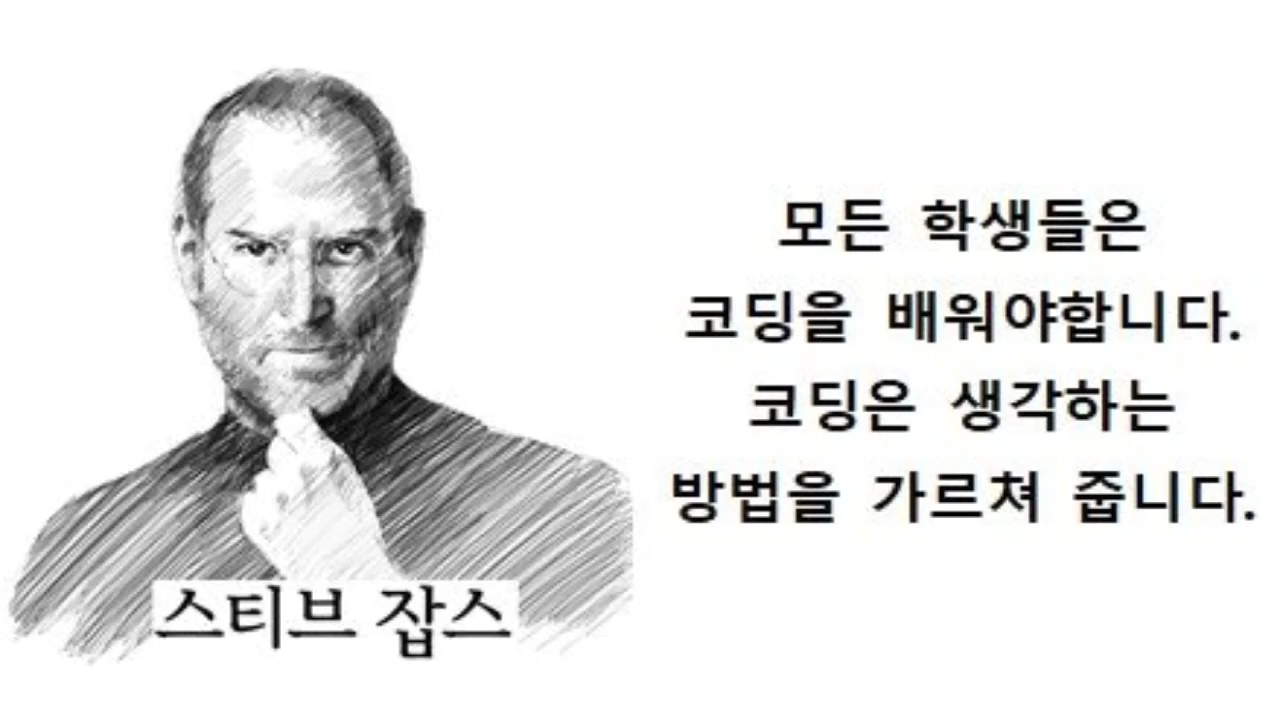 모든 학생들은
코딩을 배워야합니다.
코딩은 생각하는
방법을 가르쳐 줍니다.
스티브 잡스